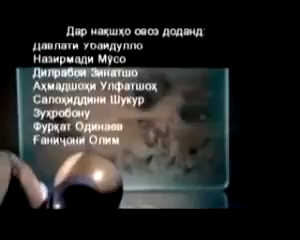 Дар нақшҳо овоз доданд:
Давлати Убайдулло
Назирмади Мӯсо
Дилрабои Зинатшо
Аҳмадшоҳи Улфатшоҳ
Салоҳиддини Шукур
Зуҳробону
Фурқат Одинаев
Ғаниҷони Олим